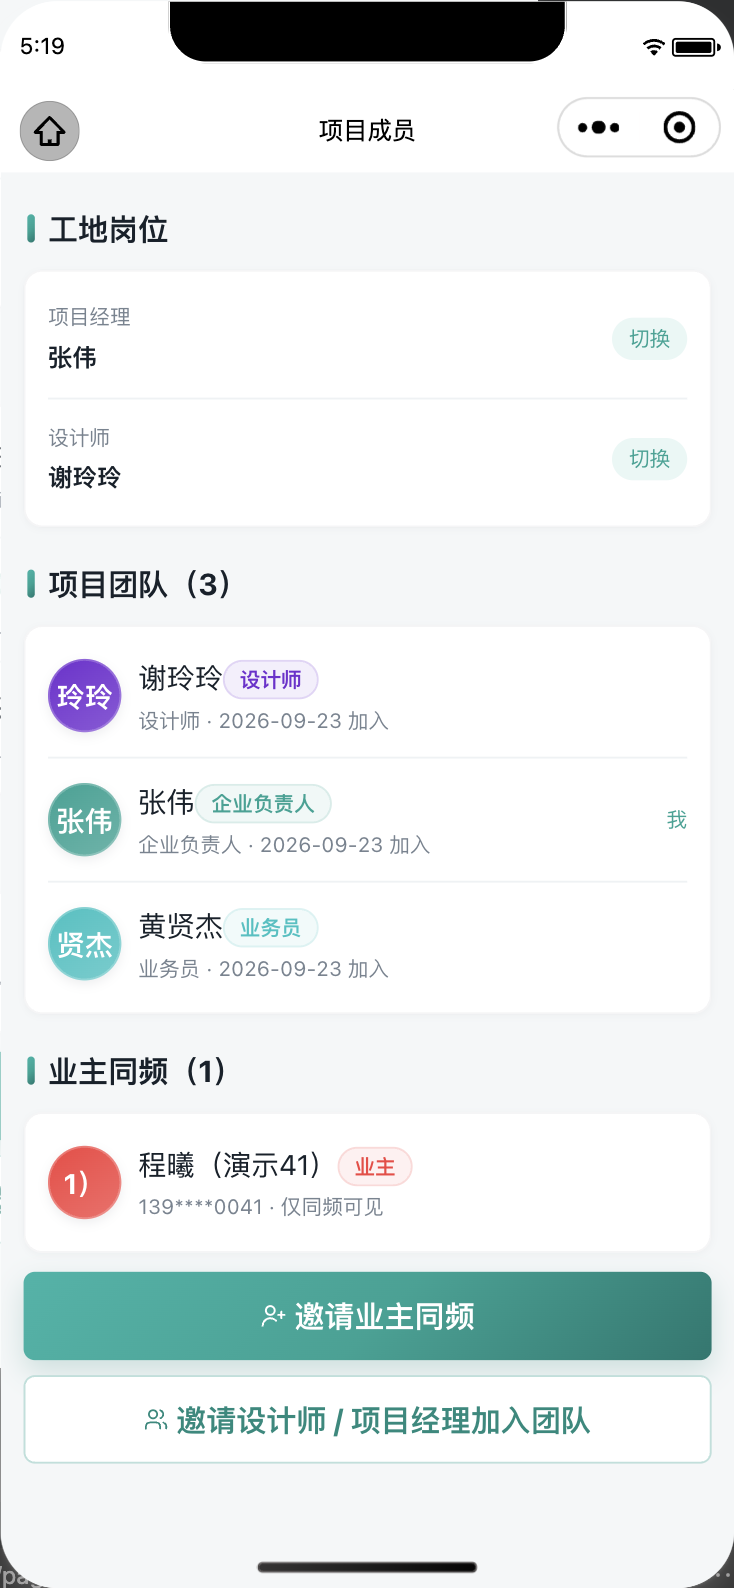 5:19
项目成员
工地岗位
项目经理
张伟
切换
设计师
谢玲玲
切换
项目团队（3）
玲玲
谢玲玲 设计师
设计师 · 2026-09-23 加入
张伟
张伟 企业负责人
企业负责人 · 2026-09-23 加入
我
贤杰
黄贤杰 业务员
业务员 · 2026-09-23 加入
业主同频（1）
1）
程曦（演示41） 业主
139****0041 · 仅同频可见
邀请业主同频
邀请设计师 / 项目经理加入团队